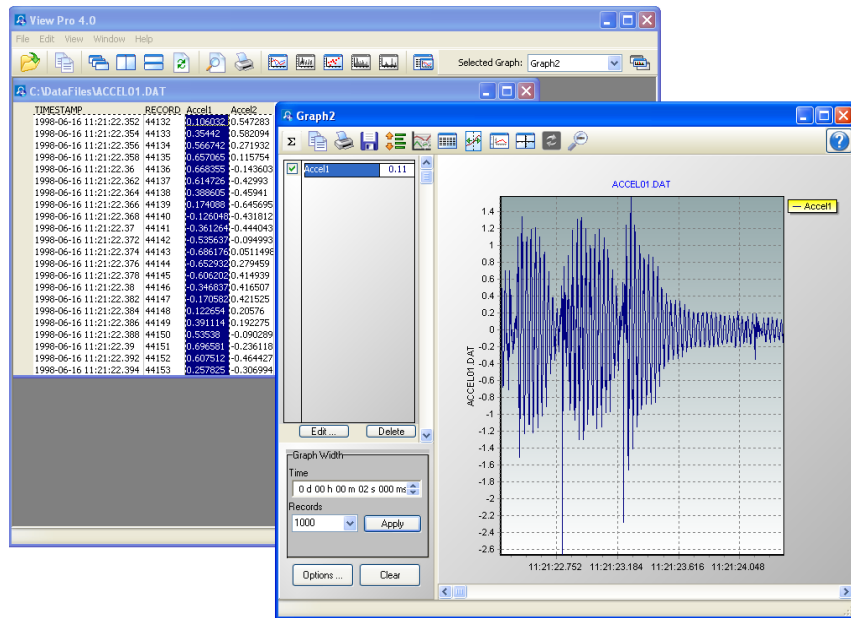 View Pro 4.0
File Edit View Window Help
Selected Graph: Graph2
C:\DataFiles\ACCEL01.DAT
TIMESTAMP RECORD Accel1 Accel2
1998-06-16 11:21:22.352 44132 0.106032 0.547283
1998-06-16 11:21:22.354 44133 0.35442 0.582094
1998-06-16 11:21:22.356 44134 0.566742 0.271932
1998-06-16 11:21:22.358 44135 0.657065 0.115754
1998-06-16 11:21:22.36 44136 0.668355 -0.143603
1998-06-16 11:21:22.362 44137 0.614726 -0.42993
1998-06-16 11:21:22.364 44138 0.388605 -0.45941
1998-06-16 11:21:22.366 44139 0.174088 -0.645695
1998-06-16 11:21:22.368 44140 -0.126048 -0.431812
1998-06-16 11:21:22.37 44141 -0.361264 -0.444043
1998-06-16 11:21:22.372 44142 -0.535637 -0.094993
1998-06-16 11:21:22.374 44143 -0.686176 0.0511498
1998-06-16 11:21:22.376 44144 -0.652932 0.279459
1998-06-16 11:21:22.378 44145 -0.606202 0.414939
1998-06-16 11:21:22.38 44146 -0.346837 0.416507
1998-06-16 11:21:22.382 44147 -0.170582 0.421525
1998-06-16 11:21:22.384 44148 0.122654 0.20576
1998-06-16 11:21:22.386 44149 0.391114 0.192275
1998-06-16 11:21:22.388 44150 0.53538 -0.090289
1998-06-16 11:21:22.39 44151 0.696581 -0.236118
1998-06-16 11:21:22.392 44152 0.607512 -0.464427
1998-06-16 11:21:22.394 44153 0.257825 -0.306994
Graph2
Σ
?
Accel1 0.11
Edit ... Delete
Graph Width
Time
0 d 00 h 00 m 02 s 000 ms
Records
1000 Apply
Options ... Clear
ACCEL01.DAT
Accel1
ACCEL01.DAT
1.4
1.2
1
0.8
0.6
0.4
0.2
0
-0.2
-0.4
-0.6
-0.8
-1
-1.2
-1.4
-1.6
-1.8
-2
-2.2
-2.4
-2.6
11:21:22.752 11:21:23.184 11:21:23.616 11:21:24.048